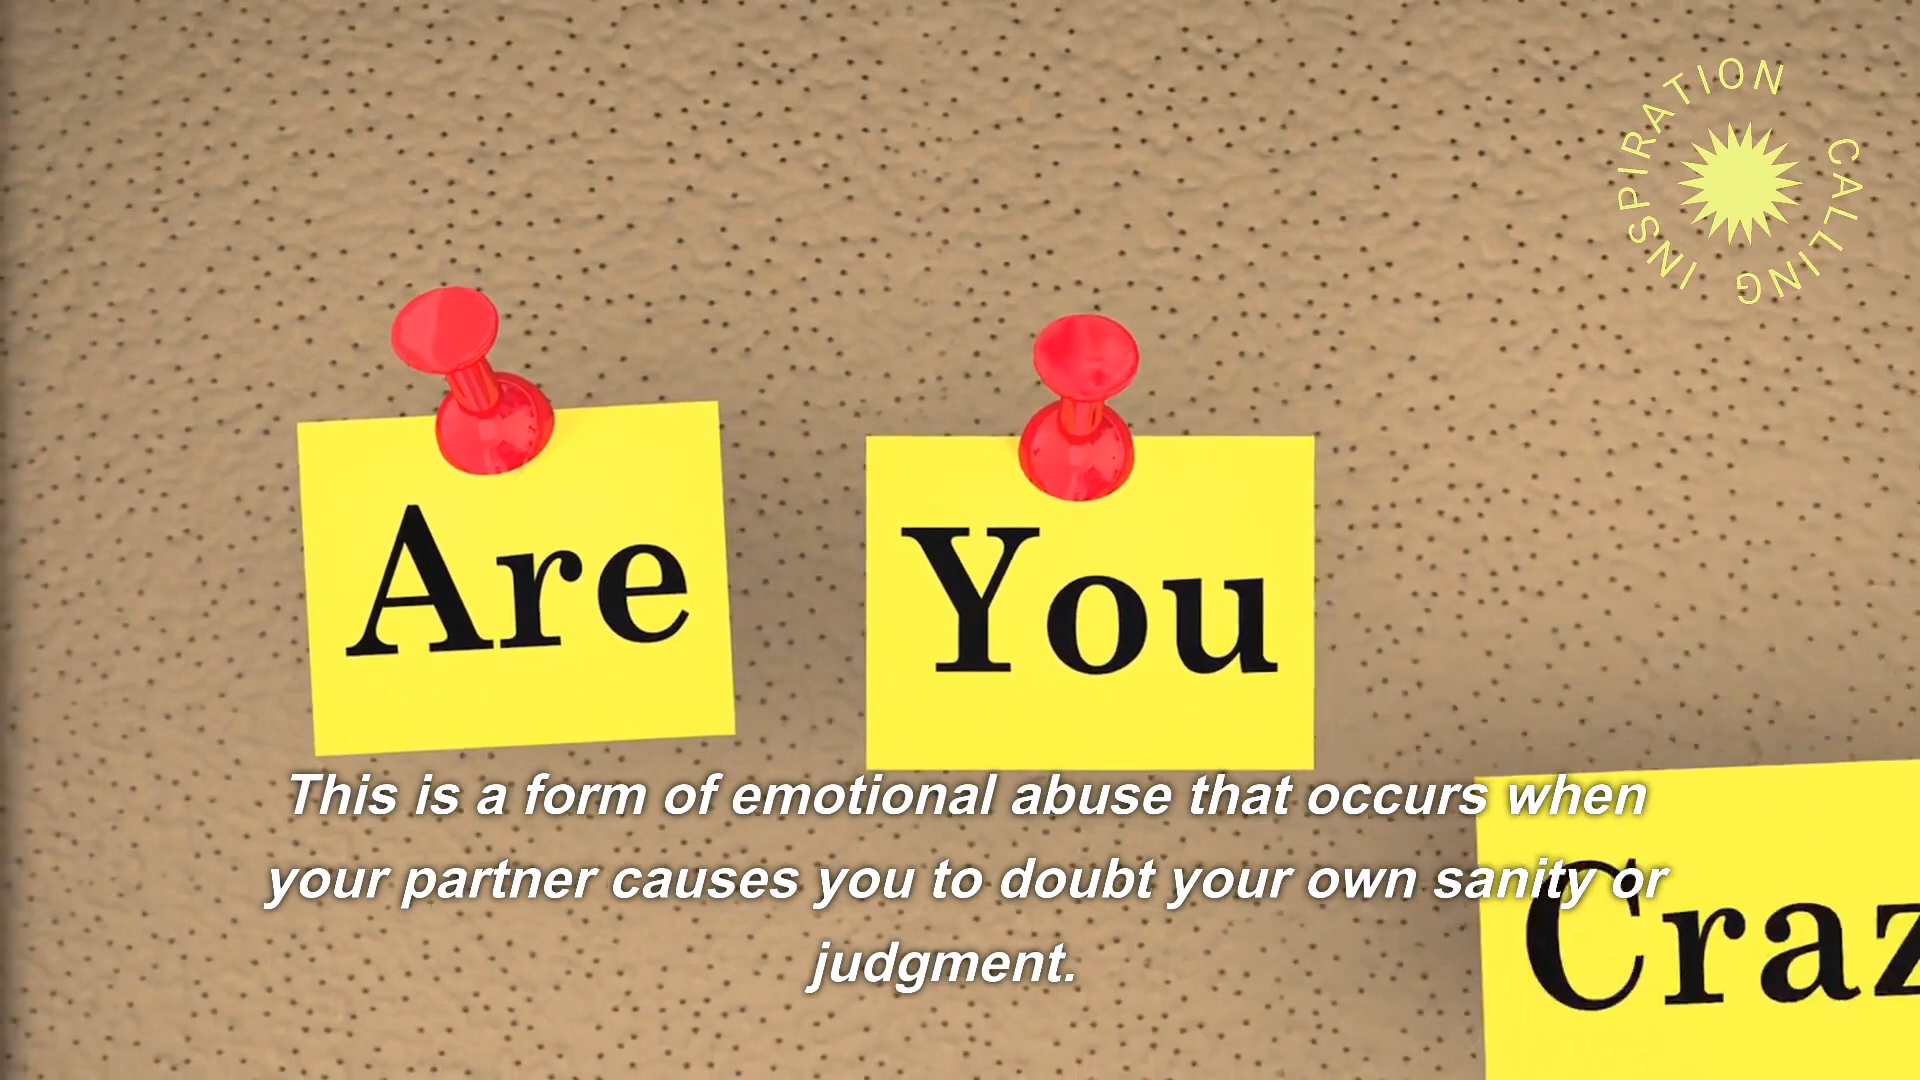 INSPIRATION CALLING
Are You
Craz
This is a form of emotional abuse that occurs when
your partner causes you to doubt your own sanity or
judgment.